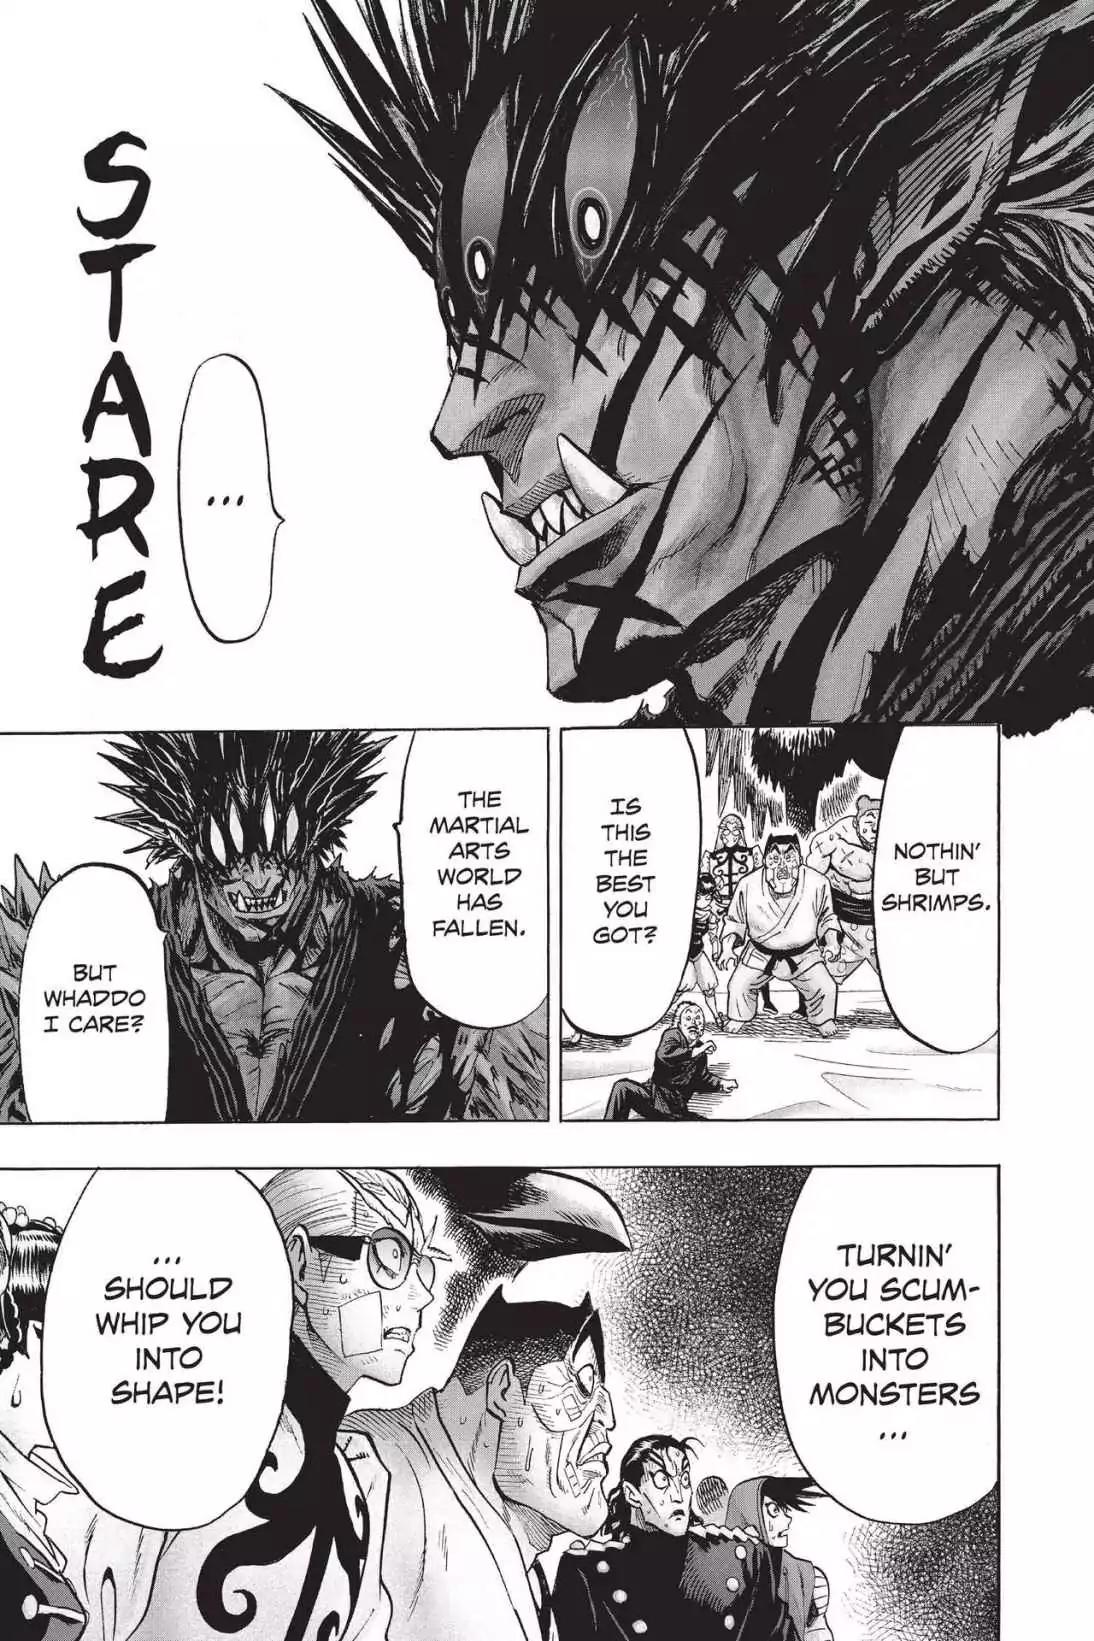 STARE
...
NOTHIN'
BUT
SHRIMPS.
IS
THIS
THE
BEST
YOU
GOT?
THE
MARTIAL
ARTS
WORLD
HAS
FALLEN.
BUT
WHADDO
I CARE?
TURNIN'
YOU SCUM-
BUCKETS
INTO
MONSTERS
...
...
SHOULD
WHIP YOU
INTO
SHAPE!